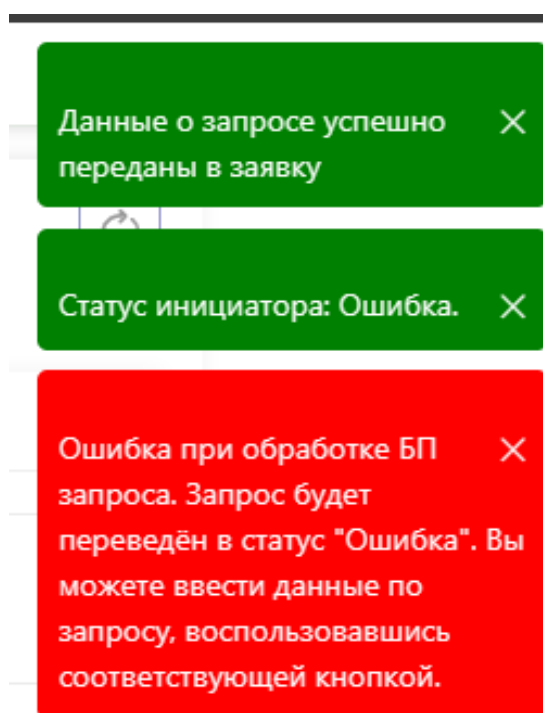 Данные о запросе успешно
переданы в заявку
Статус инициатора: Ошибка.
Ошибка при обработке БП
запроса. Запрос будет
переведён в статус "Ошибка". Вы
можете ввести данные по
запросу, воспользовавшись
соответствующей кнопкой.